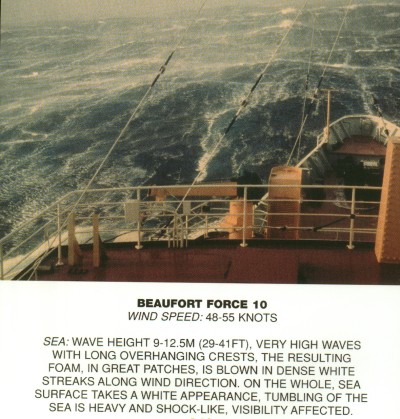 BEAUFORT FORCE 10
WIND SPEED: 48-55 KNOTS
SEA: WAVE HEIGHT 9-12.5M (29-41FT), VERY HIGH WAVES
WITH LONG OVERHANGING CRESTS, THE RESULTING
FOAM, IN GREAT PATCHES, IS BLOWN IN DENSE WHITE
STREAKS ALONG WIND DIRECTION. ON THE WHOLE, SEA
SURFACE TAKES A WHITE APPEARANCE, TUMBLING OF THE
SEA IS HEAVY AND SHOCK-LIKE, VISIBILITY AFFECTED.